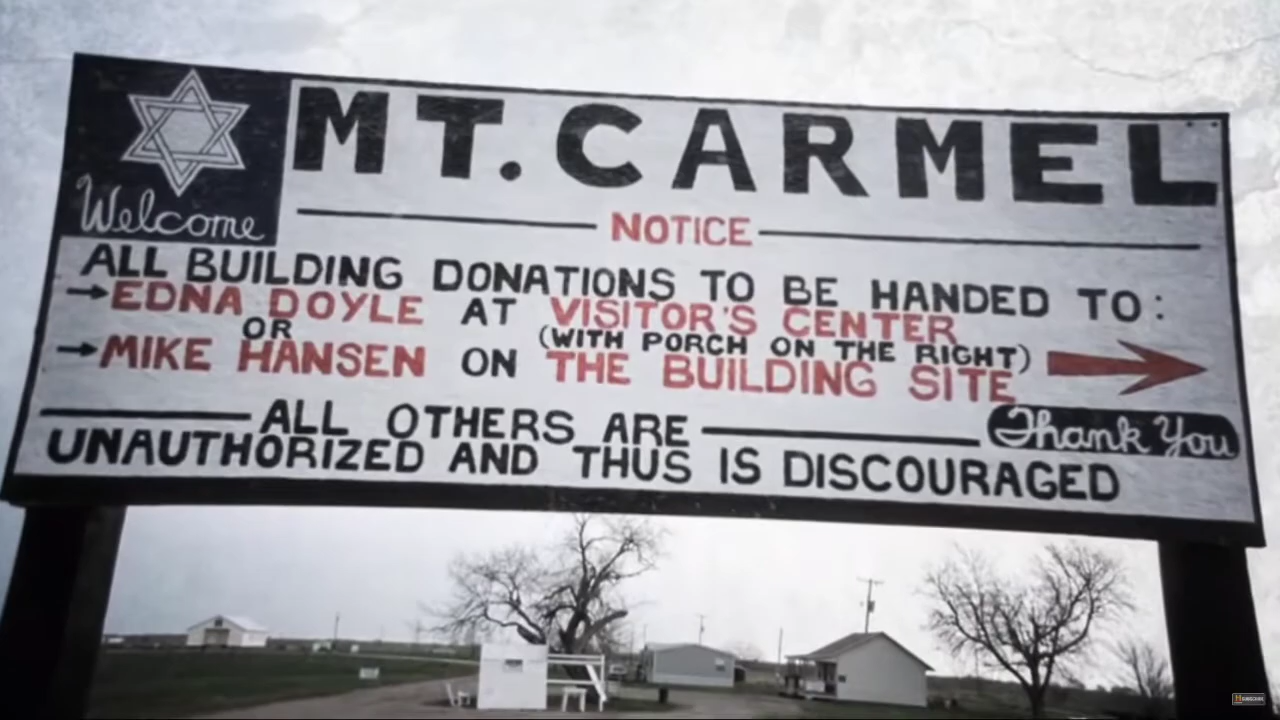 MT. CARMEL
Welcome
NOTICE
ALL BUILDING DONATIONS TO BE HANDED TO:
→EDNA DOYLE AT VISITOR'S CENTER
OR (WITH PORCH ON THE RIGHT)
→MIKE HANSEN ON THE BUILDING SITE
ALL OTHERS ARE
Thank You
UNAUTHORIZED AND THUS IS DISCOURAGED